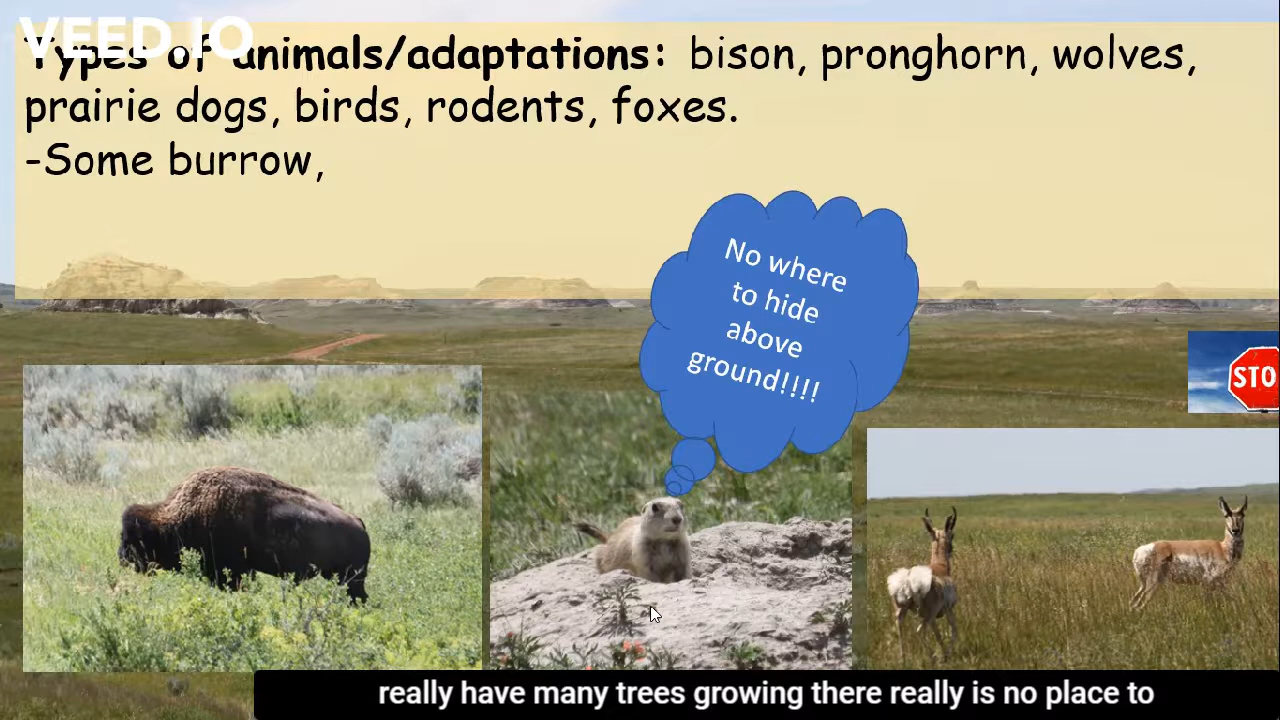 VEED.IO
Types of animals/adaptations: bison, pronghorn, wolves,
prairie dogs, birds, rodents, foxes.
-Some burrow,
No where
to hide
above
ground!!!!
STO
really have many trees growing there really is no place to